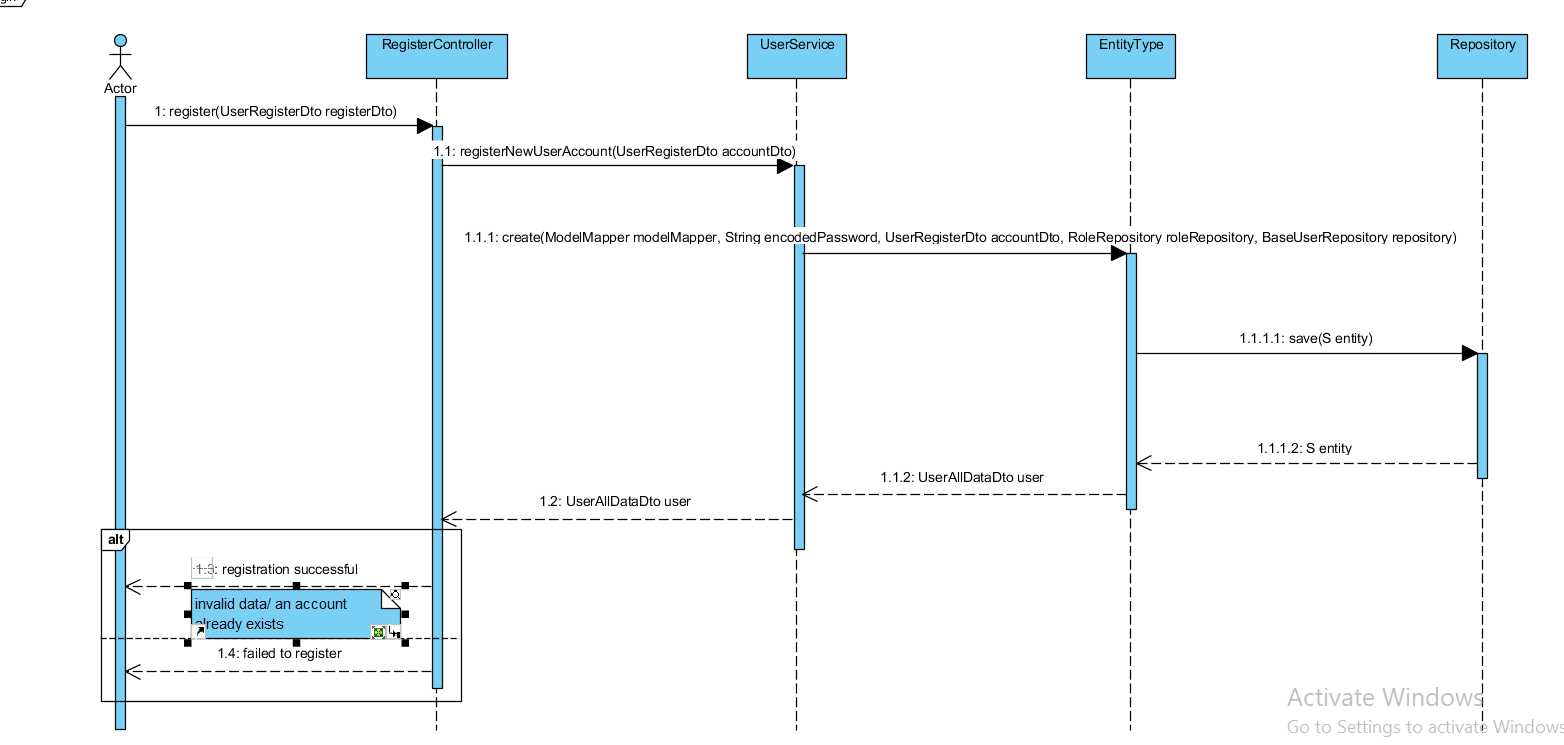 Actor
RegisterController
UserService
EntityType
Repository
1: register(UserRegisterDto registerDto)
1.1: registerNewUserAccount(UserRegisterDto accountDto)
1.1.1: create(ModelMapper modelMapper, String encodedPassword, UserRegisterDto accountDto, RoleRepository roleRepository, BaseUserRepository repository)
1.1.1.1: save(S entity)
1.1.1.2: S entity
1.1.2: UserAllDataDto user
1.2: UserAllDataDto user
alt
1.3: registration successful
invalid data/ an account
already exists
1.4: failed to register
Activate Windows
Go to Settings to activate Windows